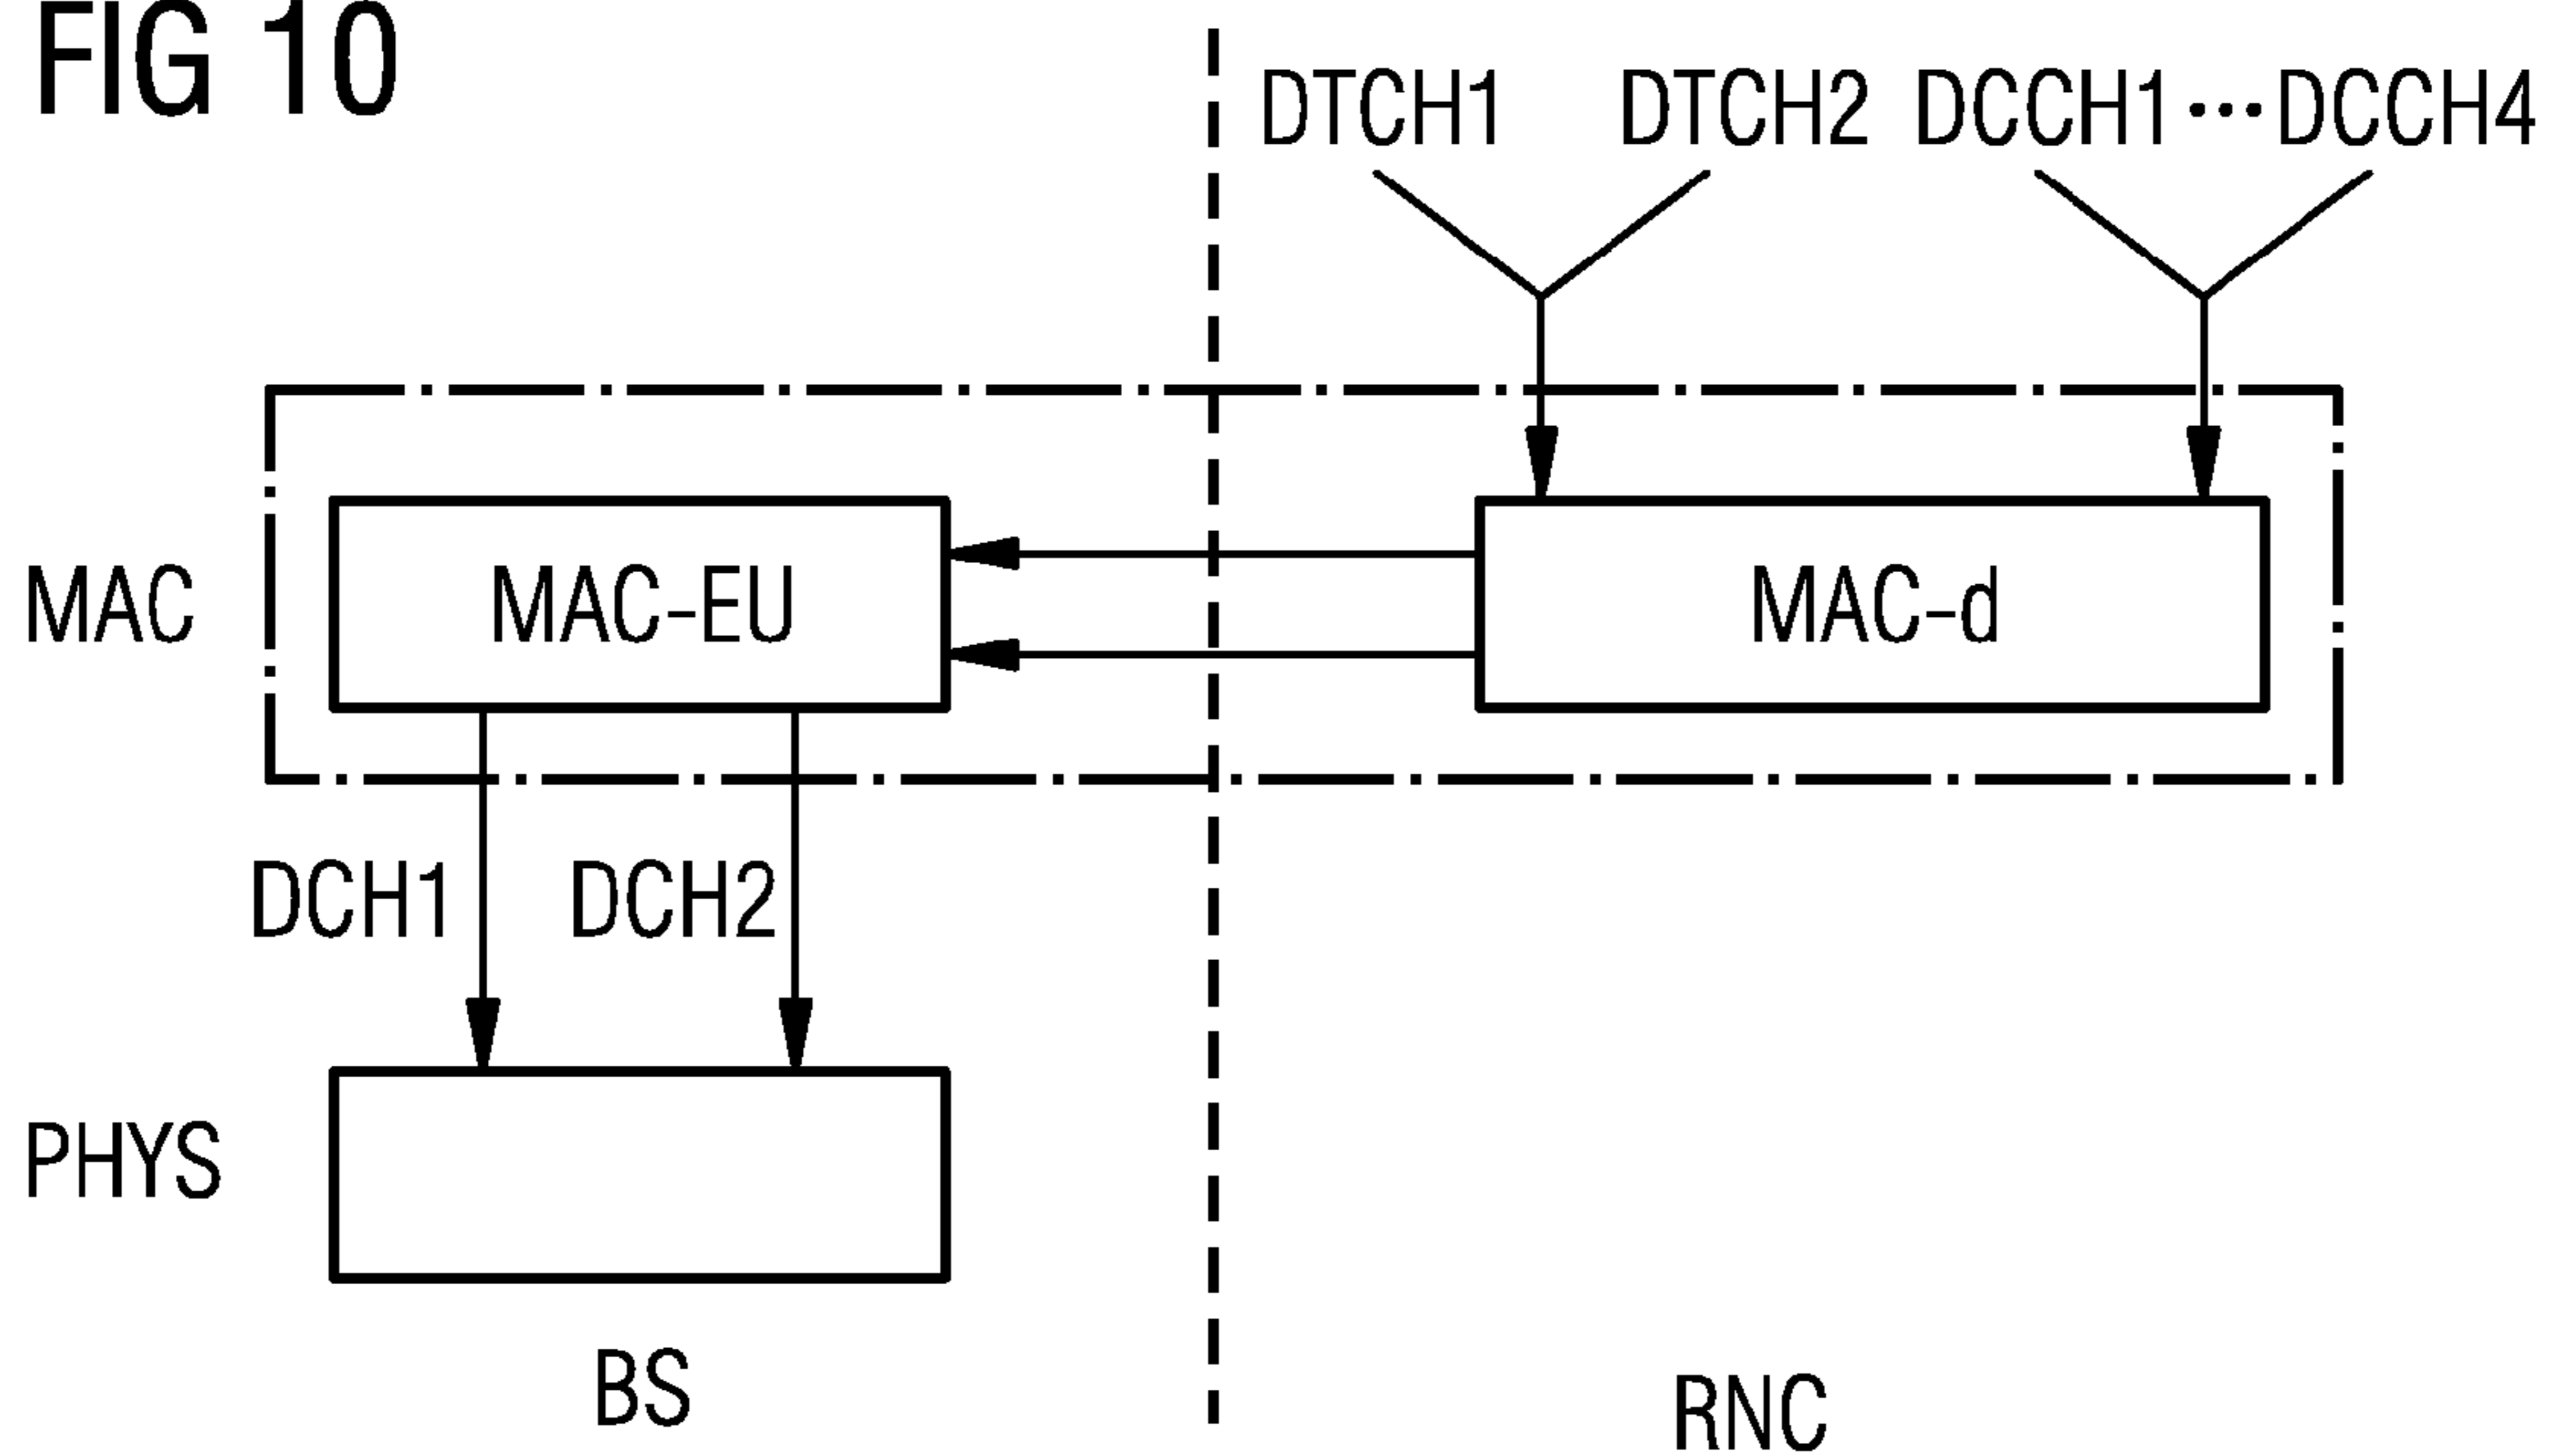 FIG 10
DTCH1 DTCH2 DCCH1···DCCH4
MAC MAC-EU MAC-d
DCH1 DCH2
PHYS
BS
RNC